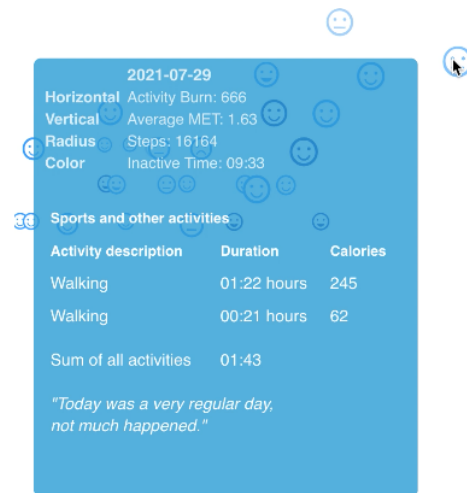 2021-07-29
Horizontal Activity Burn: 666
Vertical Average MET: 1.63
Radius Steps: 16164
Color Inactive Time: 09:33
Sports and other activities
Activity description Duration Calories
Walking 01:22 hours 245
Walking 00:21 hours 62
Sum of all activities 01:43
"Today was a very regular day,
not much happened."